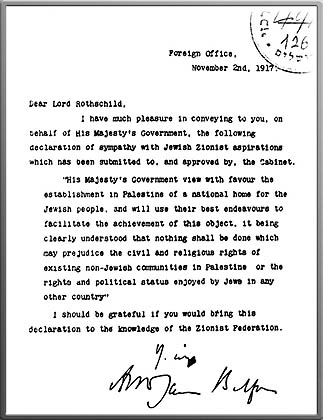 126
Foreign Office,
November 2nd, 1917.
Dear Lord Rothschild,
I have much pleasure in conveying to you, on
behalf of His Majesty's Government, the following
declaration of sympathy with Jewish Zionist aspirations
which has been submitted to, and approved by, the Cabinet.
"His Majesty's Government view with favour the
establishment in Palestine of a national home for the
Jewish people, and will use their best endeavours to
facilitate the achievement of this object, it being
clearly understood that nothing shall be done which
may prejudice the civil and religious rights of
existing non-Jewish communities in Palestine or the
rights and political status enjoyed by Jews in any
other country"
I should be grateful if you would bring this
declaration to the knowledge of the Zionist Federation.
Arthur James Balfour